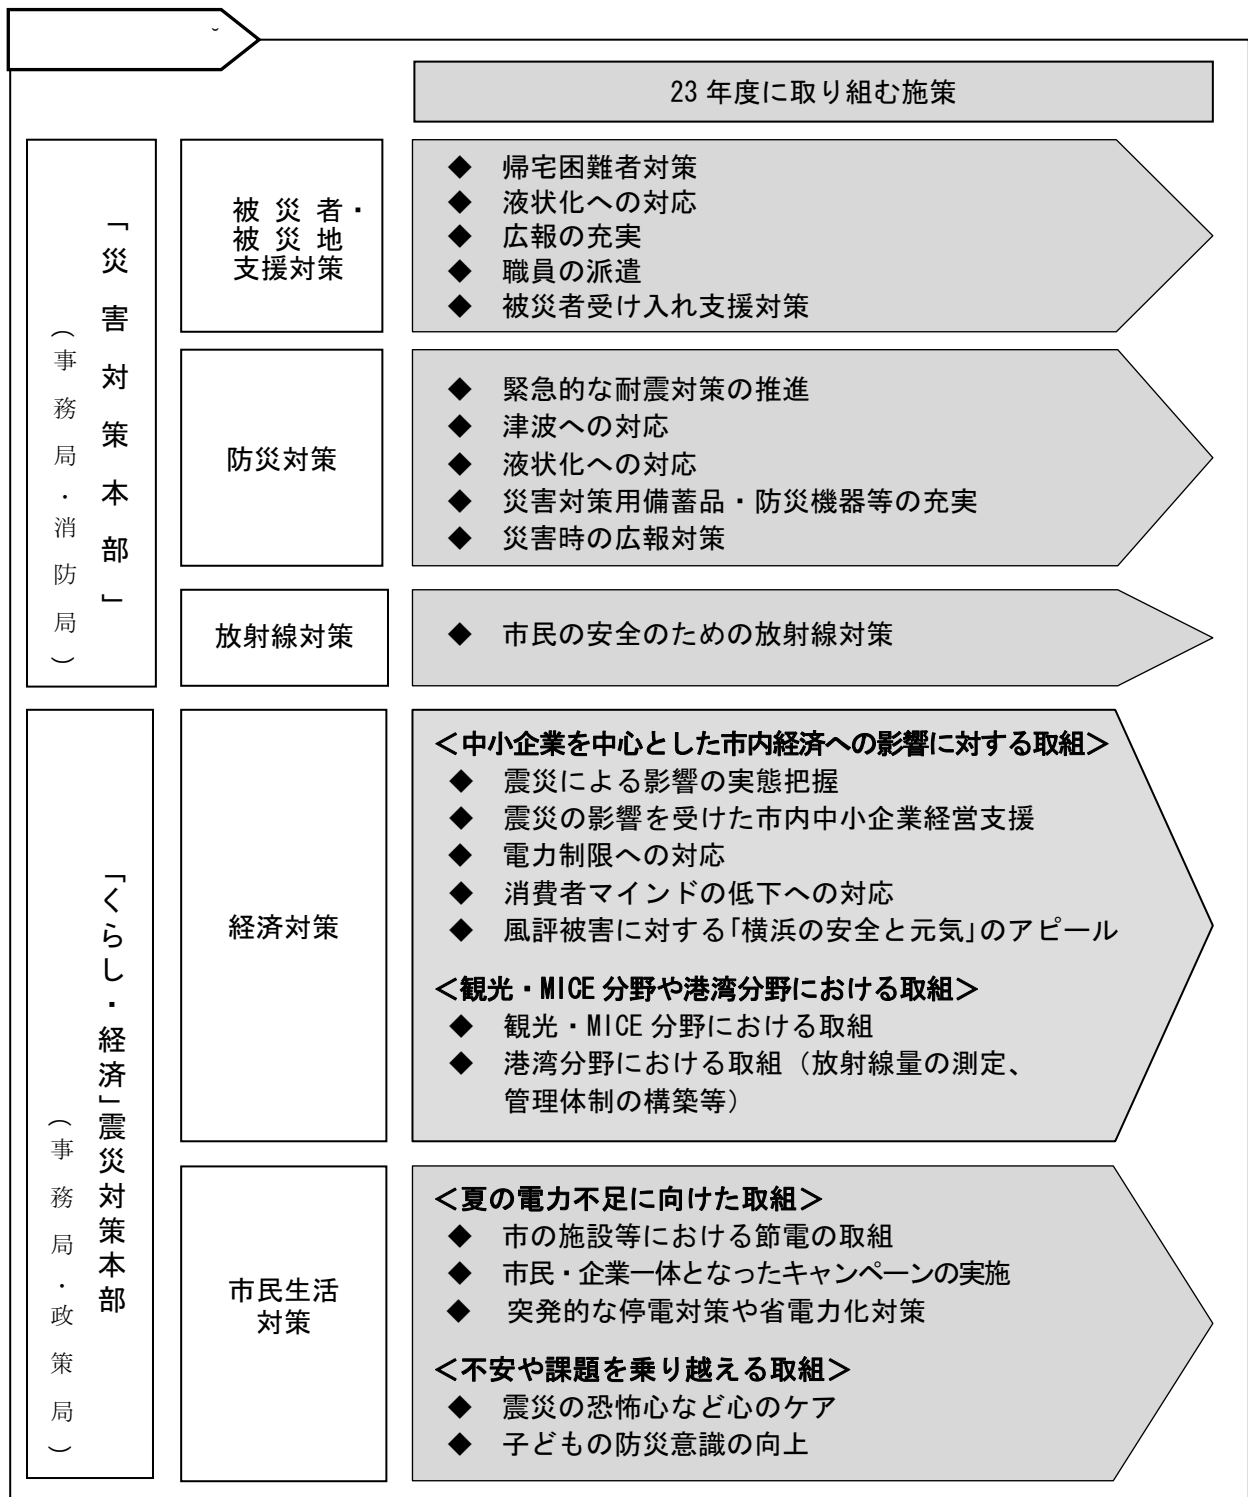 23 年度に取り組む施策
「災害対策本部」
(事務局・消防局)
被災者・
被災地
支援対策
◆ 帰宅困難者対策
◆ 液状化への対応
◆ 広報の充実
◆ 職員の派遣
◆ 被災者受け入れ支援対策
防災対策
◆ 緊急的な耐震対策の推進
◆ 津波への対応
◆ 液状化への対応
◆ 災害対策用備蓄品・防災機器等の充実
◆ 災害時の広報対策
放射線対策
◆ 市民の安全のための放射線対策
「くらし・経済」震災対策本部
(事務局・政策局)
経済対策
＜中小企業を中心とした市内経済への影響に対する取組＞
◆ 震災による影響の実態把握
◆ 震災の影響を受けた市内中小企業経営支援
◆ 電力制限への対応
◆ 消費者マインドの低下への対応
◆ 風評被害に対する「横浜の安全と元気」のアピール
＜観光・MICE 分野や港湾分野における取組＞
◆ 観光・MICE 分野における取組
◆ 港湾分野における取組（放射線量の測定、
管理体制の構築等）
市民生活
対策
＜夏の電力不足に向けた取組＞
◆ 市の施設等における節電の取組
◆ 市民・企業一体となったキャンペーンの実施
◆ 突発的な停電対策や省電力化対策
＜不安や課題を乗り越える取組＞
◆ 震災の恐怖心など心のケア
◆ 子どもの防災意識の向上